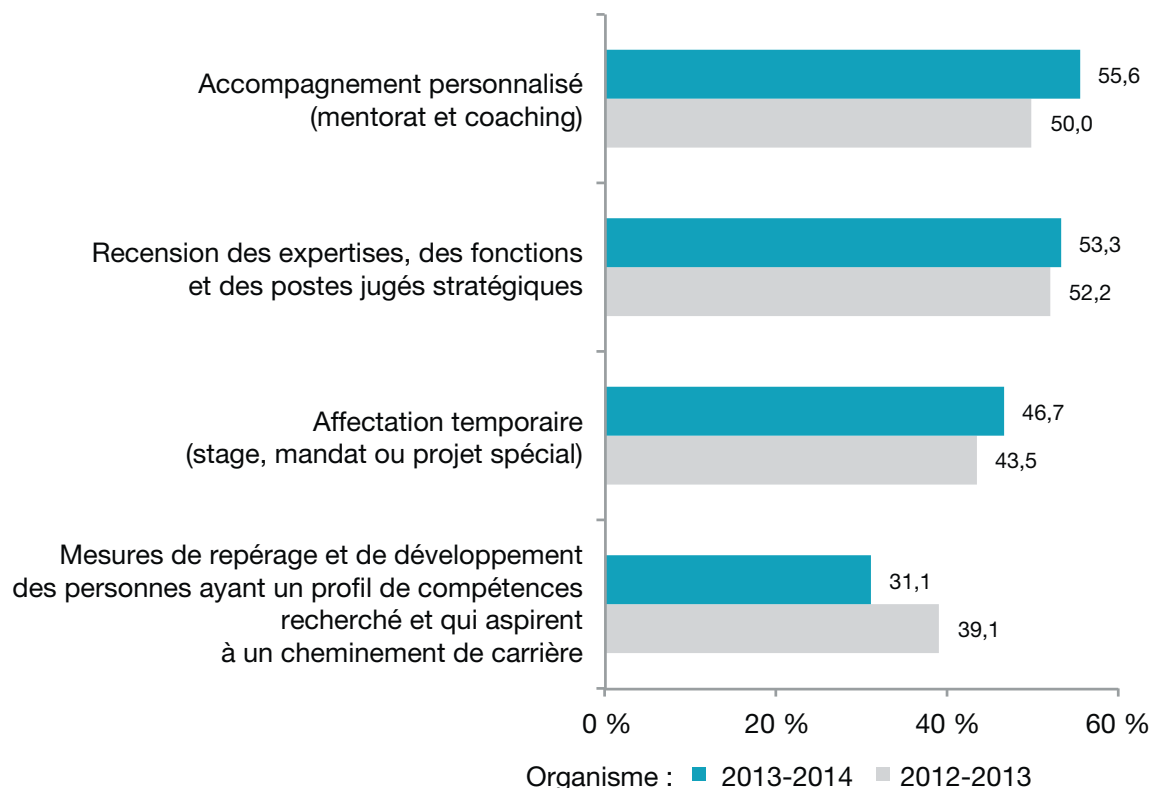 Accompagnement personnalisé
(mentorat et coaching)
55,6
50,0
Recension des expertises, des fonctions
et des postes jugés stratégiques
53,3
52,2
Affectation temporaire
(stage, mandat ou projet spécial)
46,7
43,5
Mesures de repérage et de développement
des personnes ayant un profil de compétences
recherché et qui aspirent
à un cheminement de carrière
31,1
39,1
0 % 20 % 40 % 60 %
Organisme : 2013-2014 2012-2013